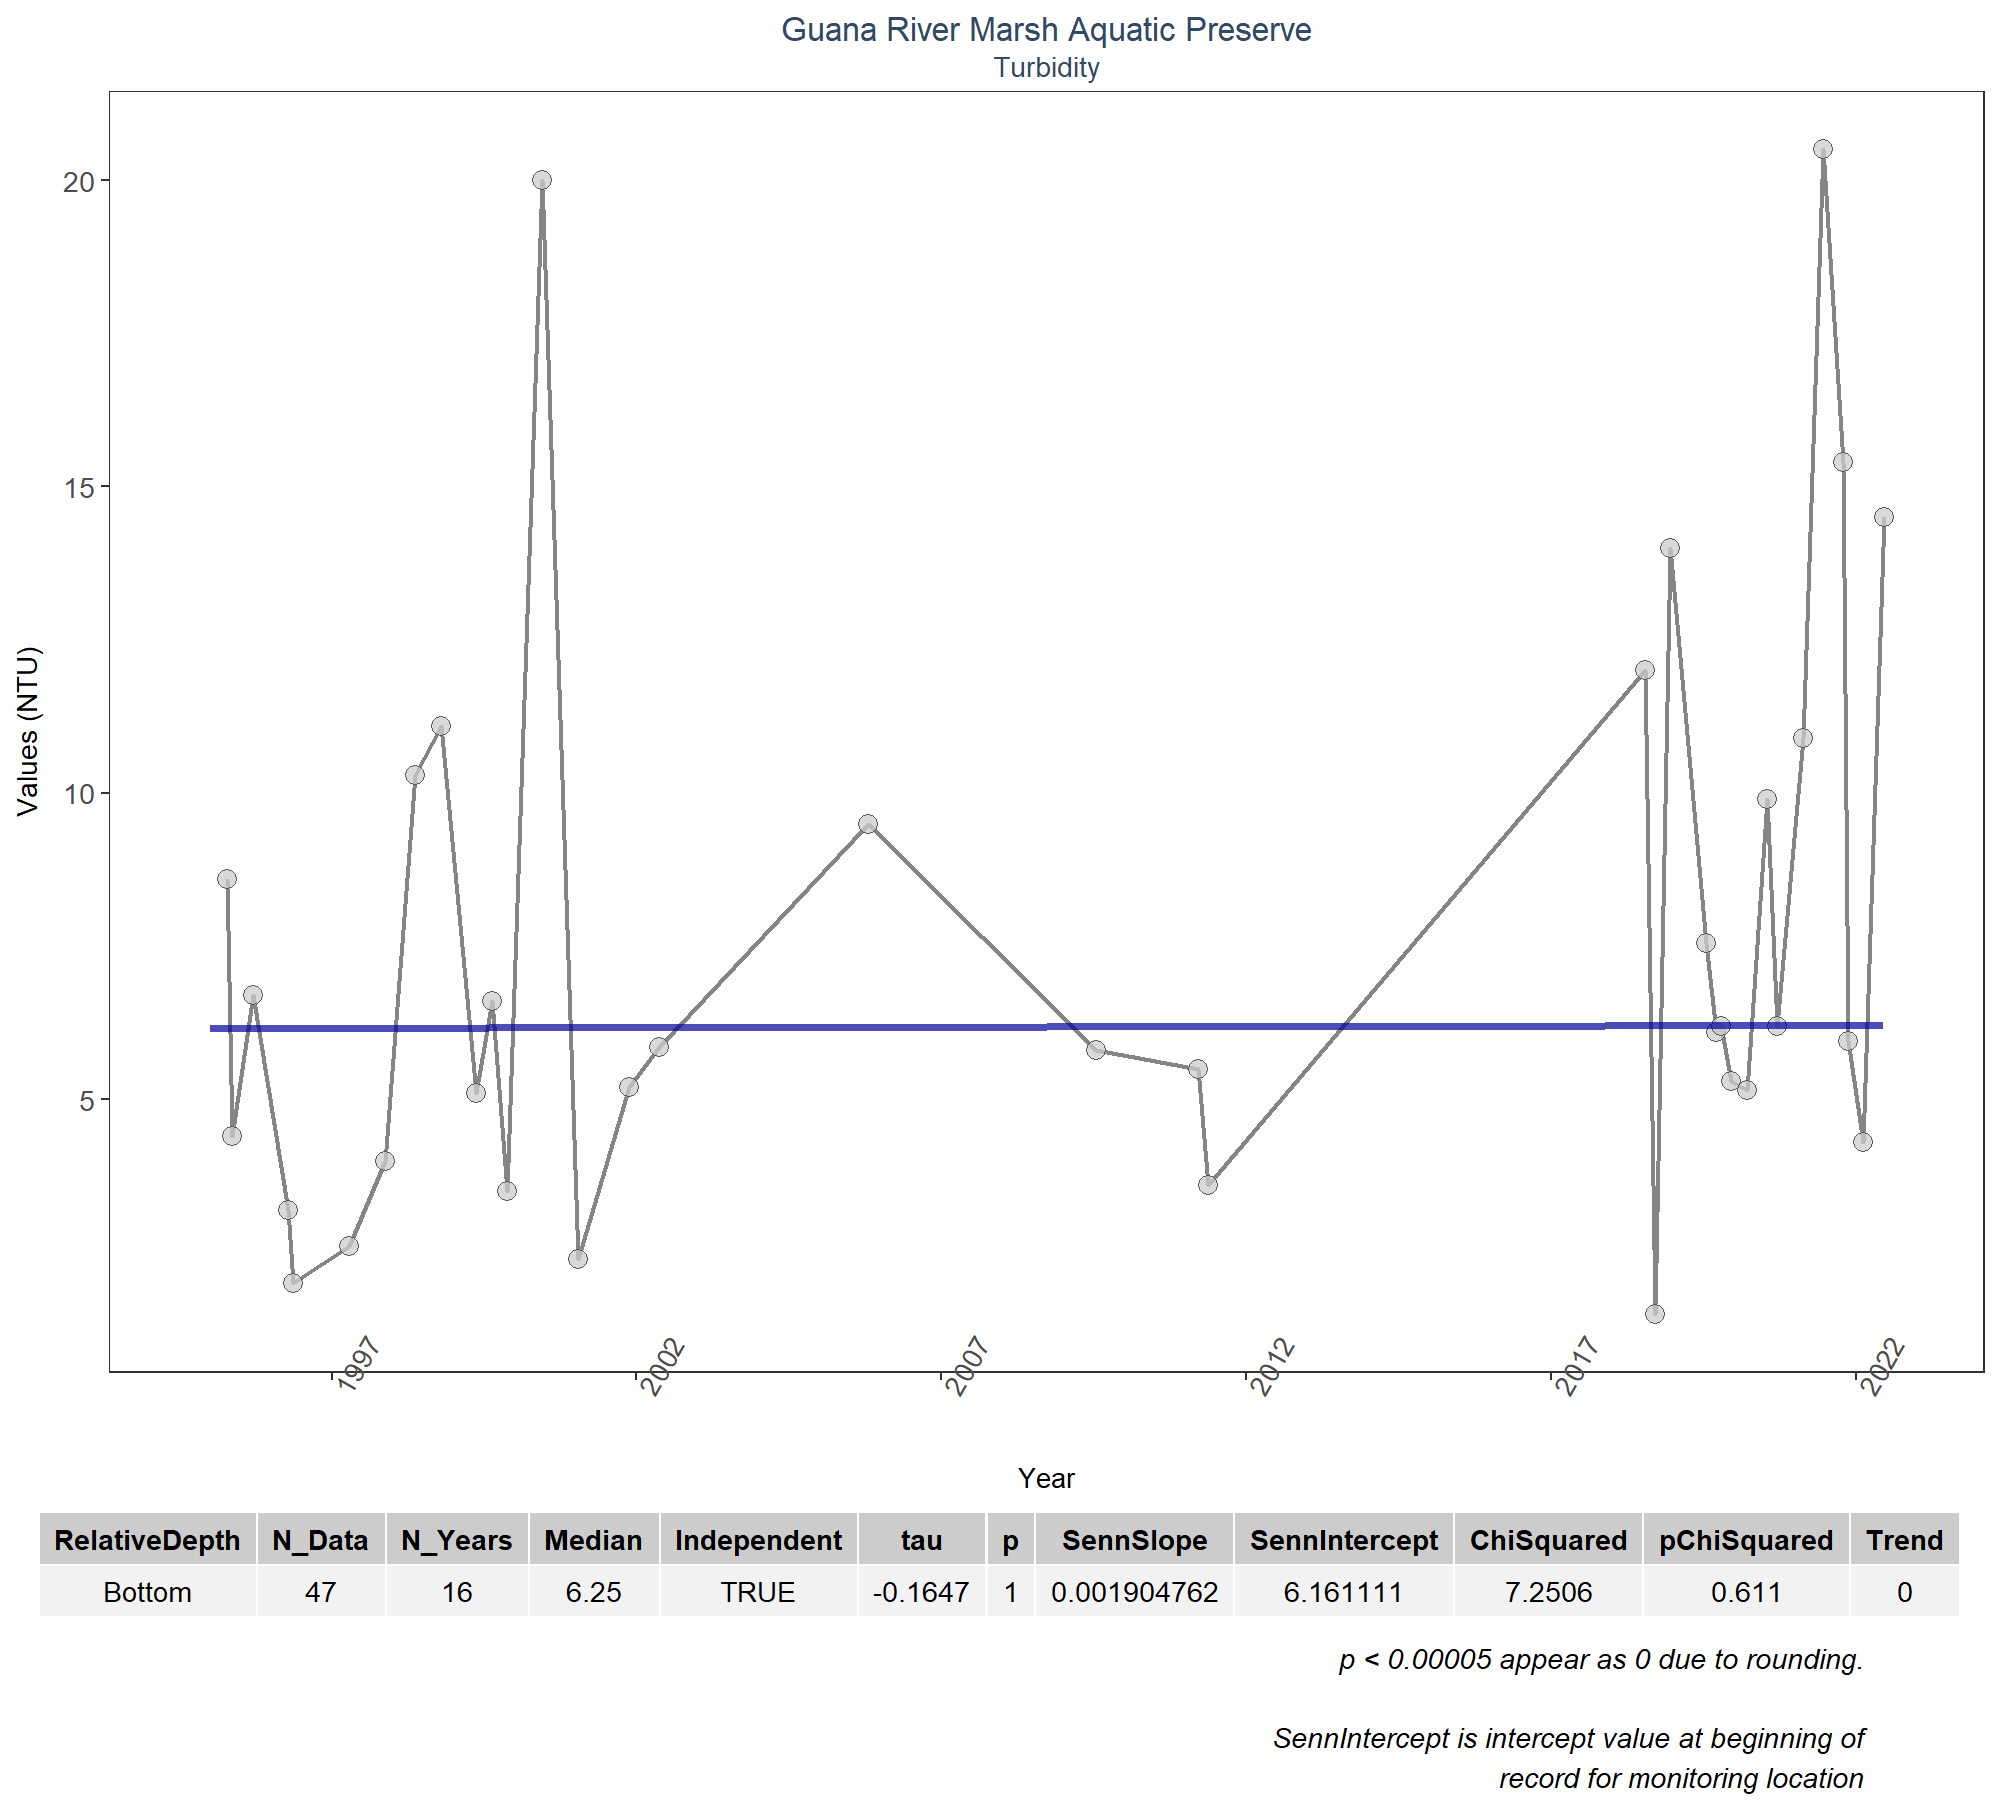 Guana River Marsh Aquatic Preserve
Turbidity
20
15
10
5
Values (NTU)
1997
2002
2007
2012
2017
2022
Year
RelativeDepth N_Data N_Years Median Independent tau p SennSlope SennIntercept ChiSquared pChiSquared Trend
Bottom 47 16 6.25 TRUE -0.1647 1 0.001904762 6.161111 7.2506 0.611 0
p < 0.00005 appear as 0 due to rounding.
SennIntercept is intercept value at beginning of
record for monitoring location